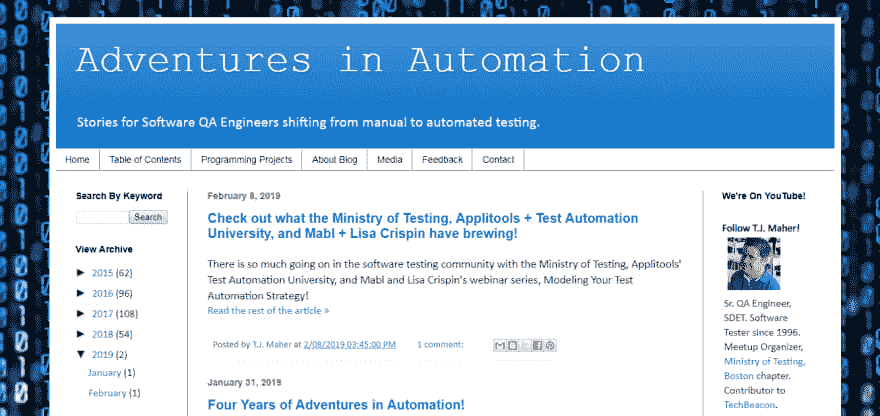 Adventures in Automation
Stories for Software QA Engineers shifting from manual to automated testing.
Home
Table of Contents
Programming Projects
About Blog
Media
Feedback
Contact
Search By Keyword
Search
View Archive
► 2015 (62)
► 2016 (96)
► 2017 (108)
► 2018 (54)
▼ 2019 (2)
January (1)
February (1)
February 8, 2019
Check out what the Ministry of Testing, Applitools + Test Automation
University, and Mabl + Lisa Crispin have brewing!
There is so much going on in the software testing community with the Ministry of Testing, Applitools'
Test Automation University, and Mabl and Lisa Crispin's webinar series, Modeling Your Test
Automation Strategy!
Read the rest of the article »
Posted by T.J. Maher at 2/08/2019 03:45:00 PM
1 comment:
January 31, 2019
Four Years of Adventures in Automation!
We're On YouTube!
Follow T.J. Maher!
Sr. QA Engineer,
SDET. Software
Tester since 1996.
Meetup Organizer,
Ministry of Testing,
Boston chapter.
Contributor to
TechBeacon.